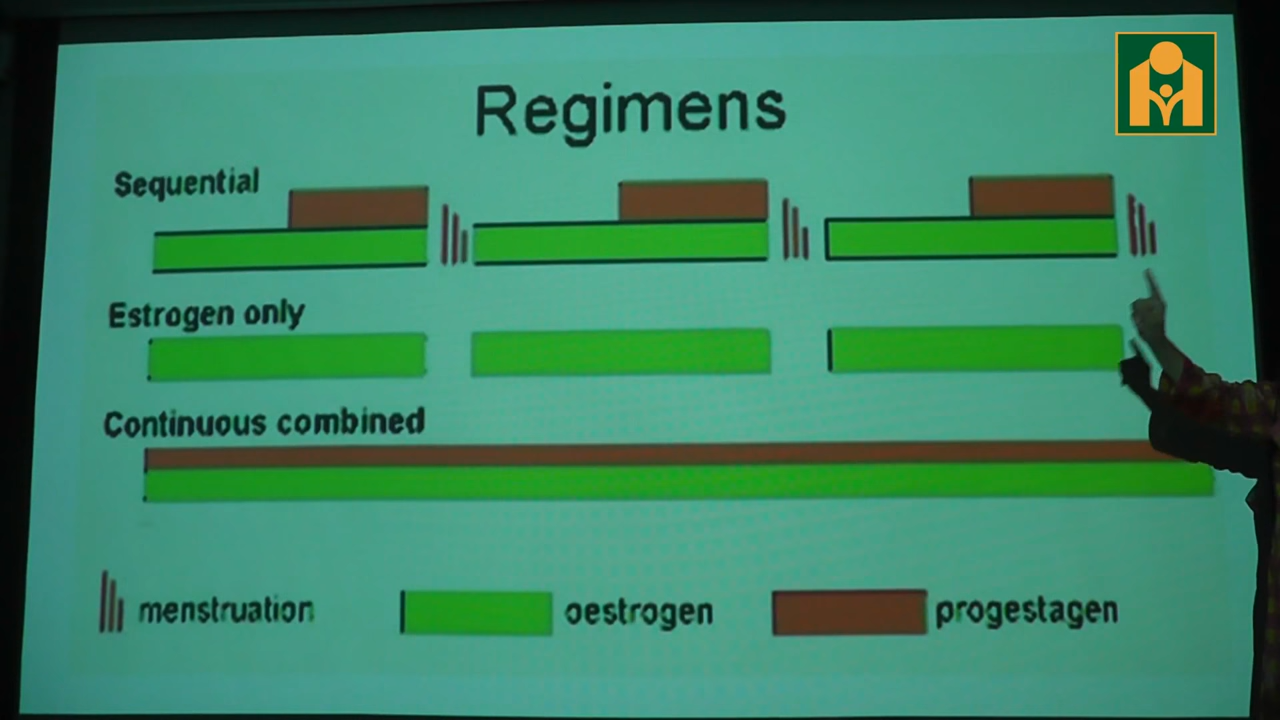 Regimens
Sequential
Estrogen only
Continuous combined
menstruation oestrogen progestagen